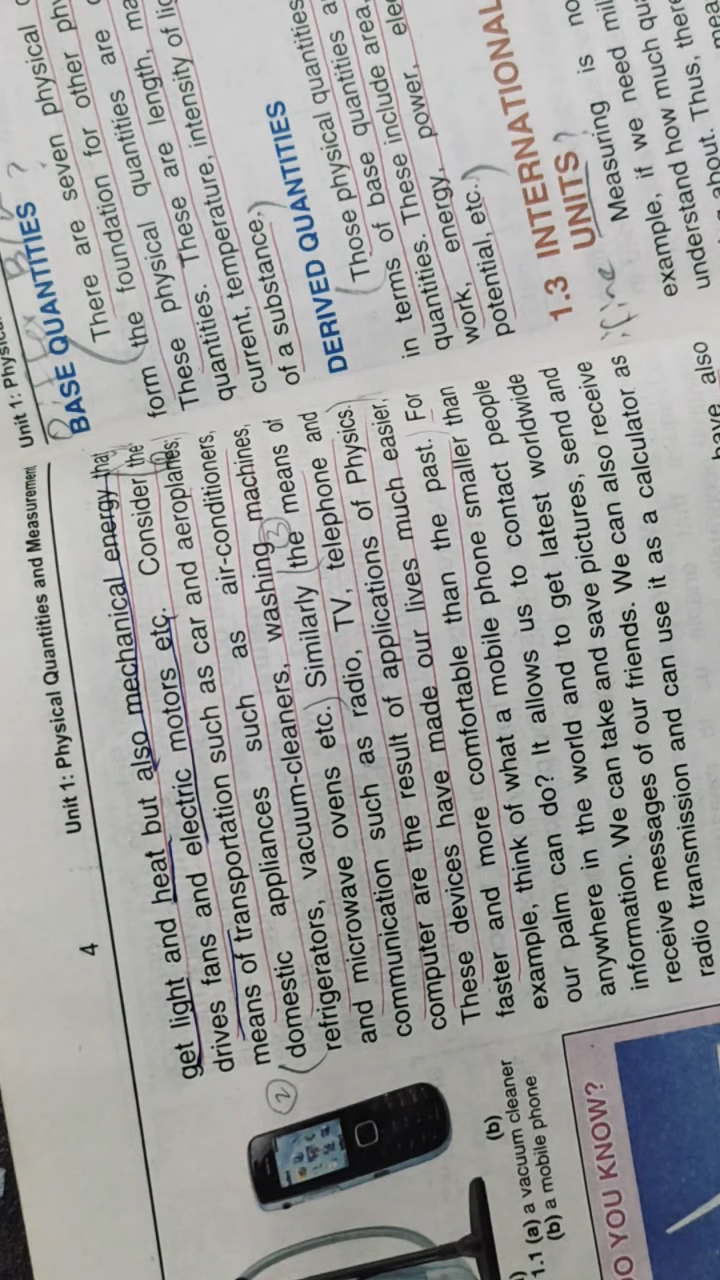 4 Unit 1: Physical Quantities and Measurement
get light and heat but also mechanical energy that
drives fans and electric motors etc. Consider the
means of transportation such as car and aeroplanes;
domestic appliances such as air-conditioners,
refrigerators, vacuum-cleaners, washing machines,
and microwave ovens etc. Similarly the means of
communication such as radio, TV, telephone and
computer are the result of applications of Physics.
These devices have made our lives much easier,
faster and more comfortable than the past. For
example, think of what a mobile phone smaller than
our palm can do? It allows us to contact people
anywhere in the world and to get latest worldwide
information. We can take and save pictures, send and
receive messages of our friends. We can also receive
radio transmission and can use it as a calculator as
2
3
(b)
1.1 (a) a vacuum cleaner
(b) a mobile phone
O YOU KNOW?
have also
Unit 1: Physical
BASE QUANTITIES ?
There are seven physical
form the foundation for other
These physical quantities
quantities. These are length,
current, temperature, intensity of
of a substance.
DERIVED QUANTITIES
Those physical quantities
in terms of base quantities
quantities. These include area,
work, energy, power,
potential, etc.
1.3 INTERNATIONAL
UNITS ?
Measuring is
example, if we need
understand how much
about. Thus,